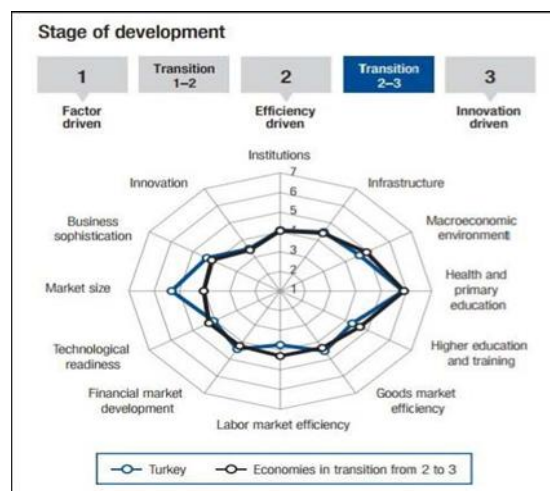 Stage of development
1
Transition
1–2
2
Transition
2–3
3
Factor
driven
Efficiency
driven
Innovation
driven
Institutions
7
6
5
4
3
2
1
Innovation
Infrastructure
Business
sophistication
Macroeconomic
environment
Market size
Health and
primary
education
Technological
readiness
Higher education
and training
Financial market
development
Goods market
efficiency
Labor market efficiency
Turkey
Economies in transition from 2 to 3